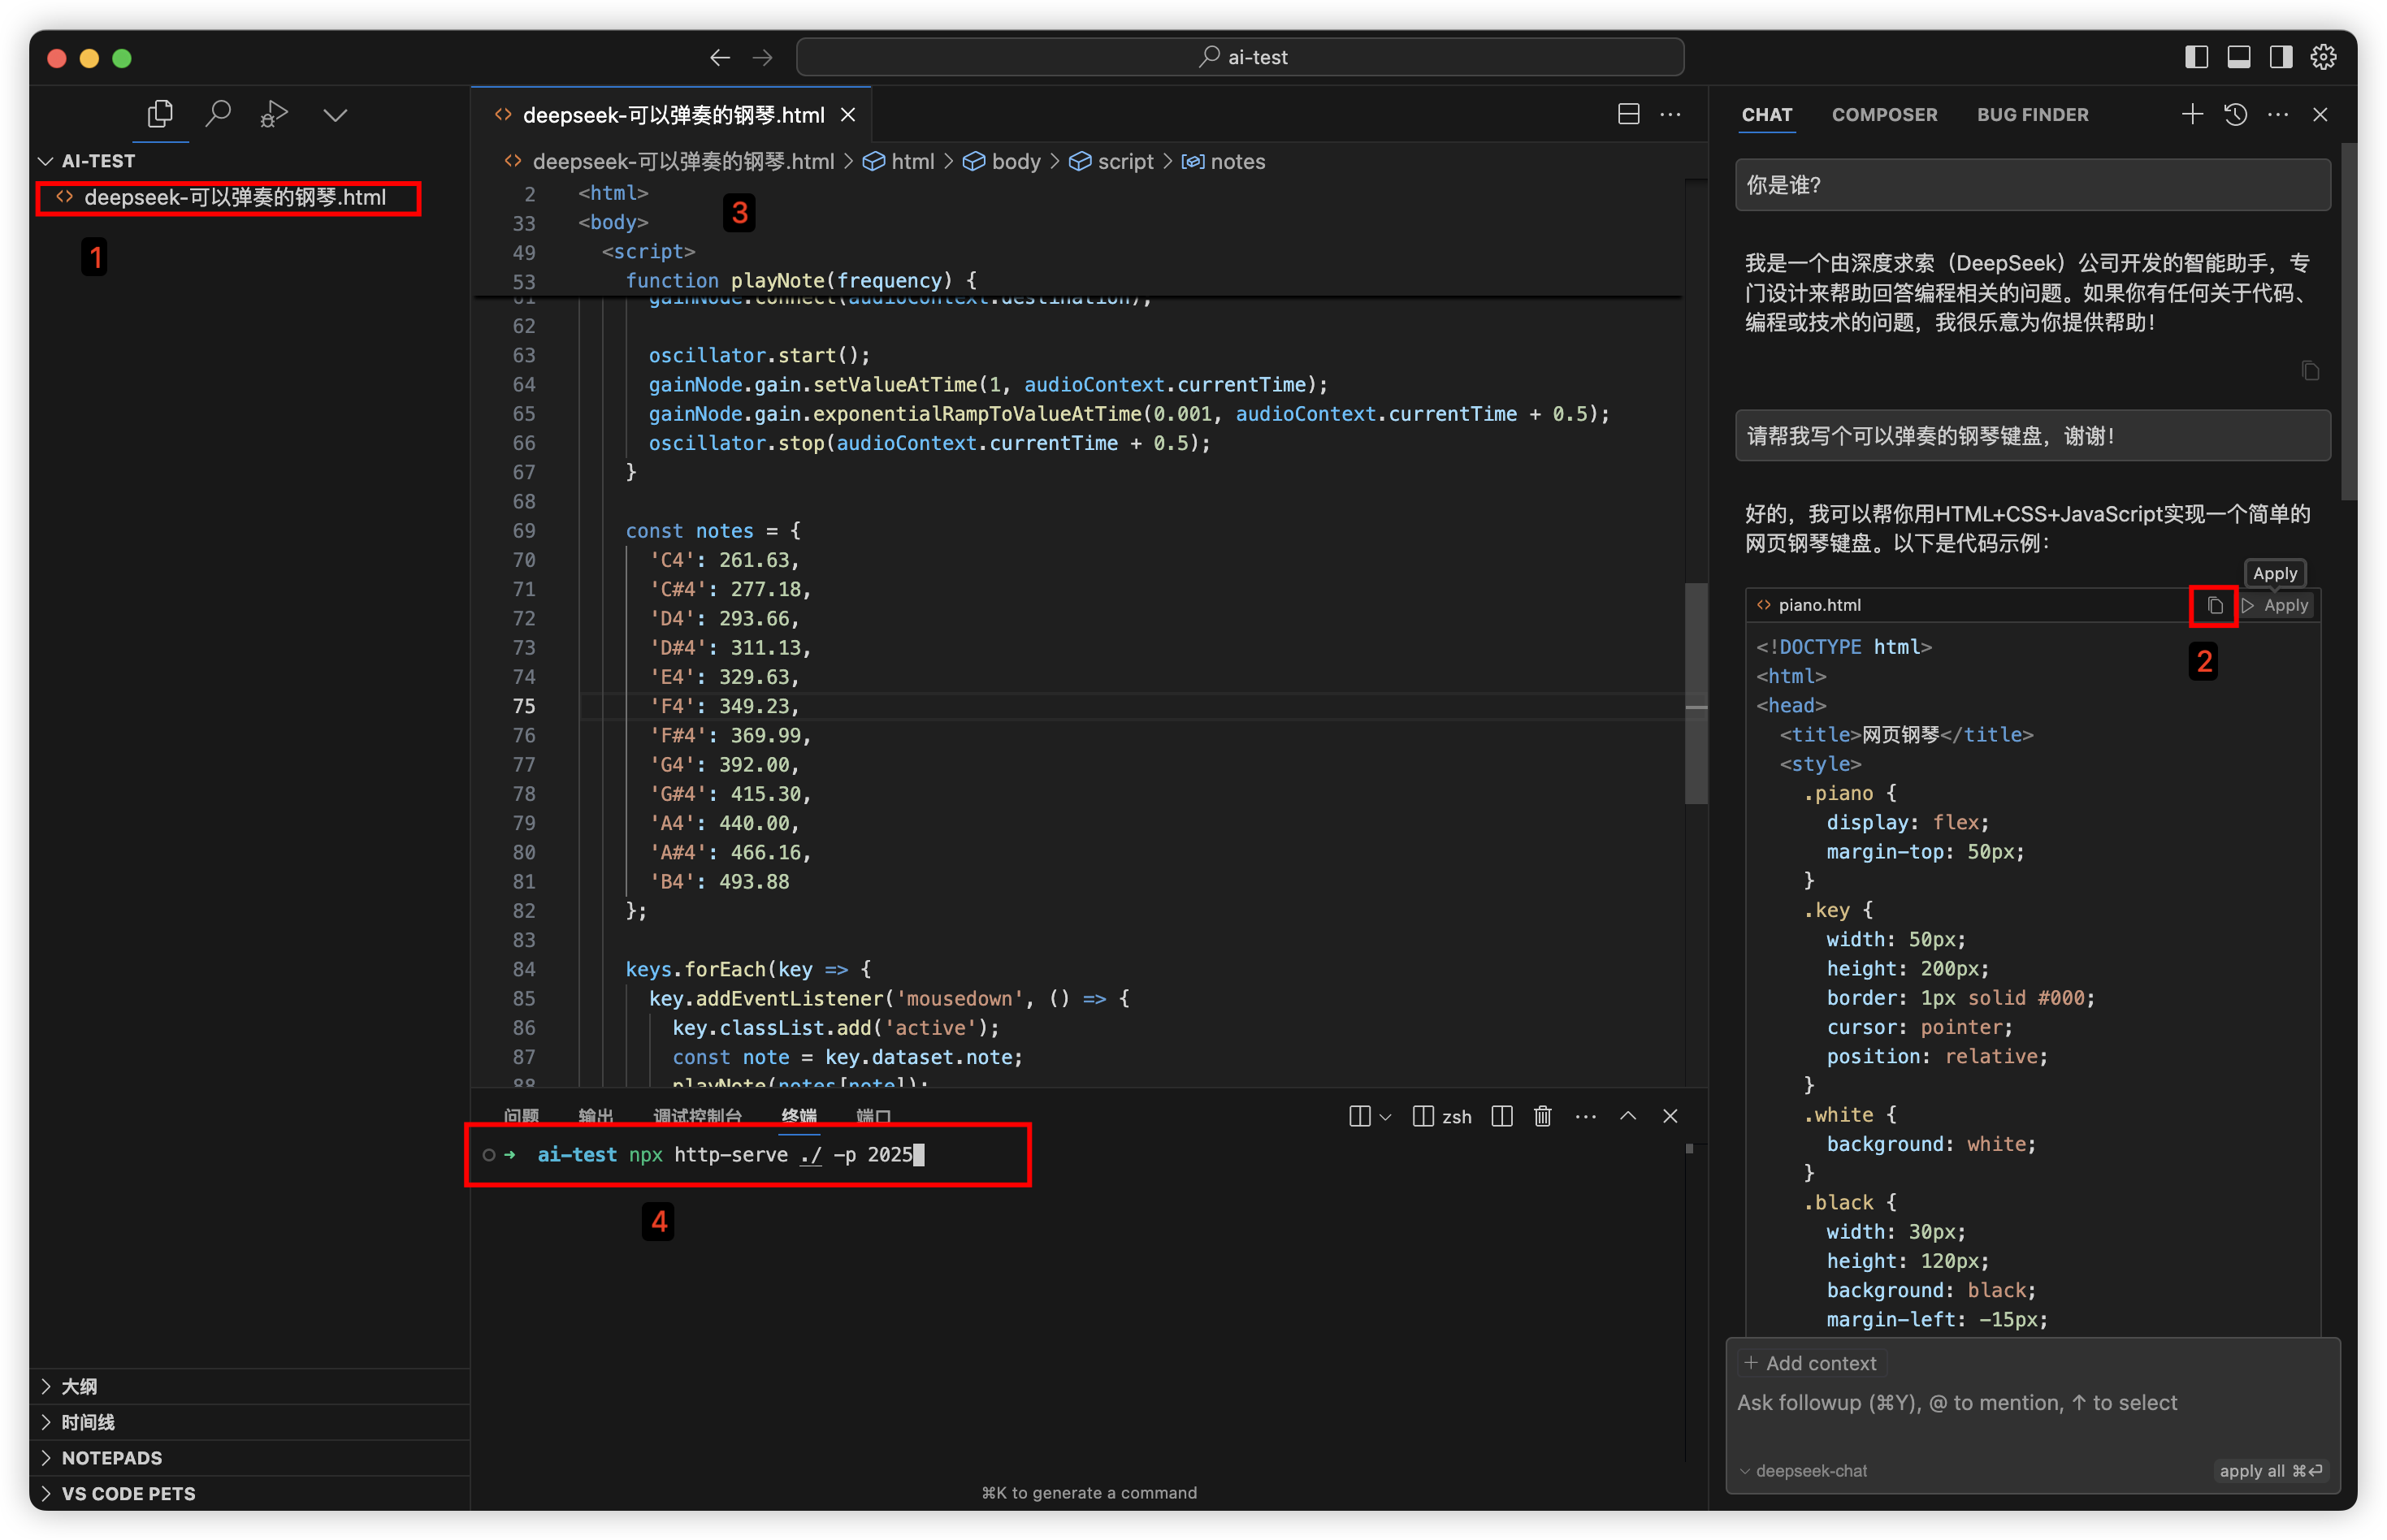 ai-test
AI-TEST
deepseek-可以弹奏的钢琴.html
1
大纲
时间线
NOTEPADS
VS CODE PETS
deepseek-可以弹奏的钢琴.html
deepseek-可以弹奏的钢琴.html > html > body > script > notes
3
2 <html>
33 <body>
49 <script>
53 function playNote(frequency) {
61 gainNode.connect(audioContext.destination);
62
63 oscillator.start();
64 gainNode.gain.setValueAtTime(1, audioContext.currentTime);
65 gainNode.gain.exponentialRampToValueAtTime(0.001, audioContext.currentTime + 0.5);
66 oscillator.stop(audioContext.currentTime + 0.5);
67 }
68
69 const notes = {
70 'C4': 261.63,
71 'C#4': 277.18,
72 'D4': 293.66,
73 'D#4': 311.13,
74 'E4': 329.63,
75 'F4': 349.23,
76 'F#4': 369.99,
77 'G4': 392.00,
78 'G#4': 415.30,
79 'A4': 440.00,
80 'A#4': 466.16,
81 'B4': 493.88
82 };
83
84 keys.forEach(key => {
85 key.addEventListener('mousedown', () => {
86 key.classList.add('active');
87 const note = key.dataset.note;
88 playNote(notes[note]);
问题 输出 调试控制台 终端 端口
zsh
ai-test npx http-serve ./ -p 2025
4
⌘K to generate a command
CHAT COMPOSER BUG FINDER
你是谁？
我是一个由深度求索（DeepSeek）公司开发的智能助手，专
门设计来帮助回答编程相关的问题。如果你有任何关于代码、
编程或技术的问题，我很乐意为你提供帮助！
请帮我写个可以弹奏的钢琴键盘，谢谢！
好的，我可以帮你用HTML+CSS+JavaScript实现一个简单的
网页钢琴键盘。以下是代码示例：
Apply
piano.html
Apply
2
<!DOCTYPE html>
<html>
<head>
<title>网页钢琴</title>
<style>
.piano {
display: flex;
margin-top: 50px;
}
.key {
width: 50px;
height: 200px;
border: 1px solid #000;
cursor: pointer;
position: relative;
}
.white {
background: white;
}
.black {
width: 30px;
height: 120px;
background: black;
margin-left: -15px;
+ Add context
Ask followup (⌘Y), @ to mention, ↑ to select
deepseek-chat
apply all ⌘⏎